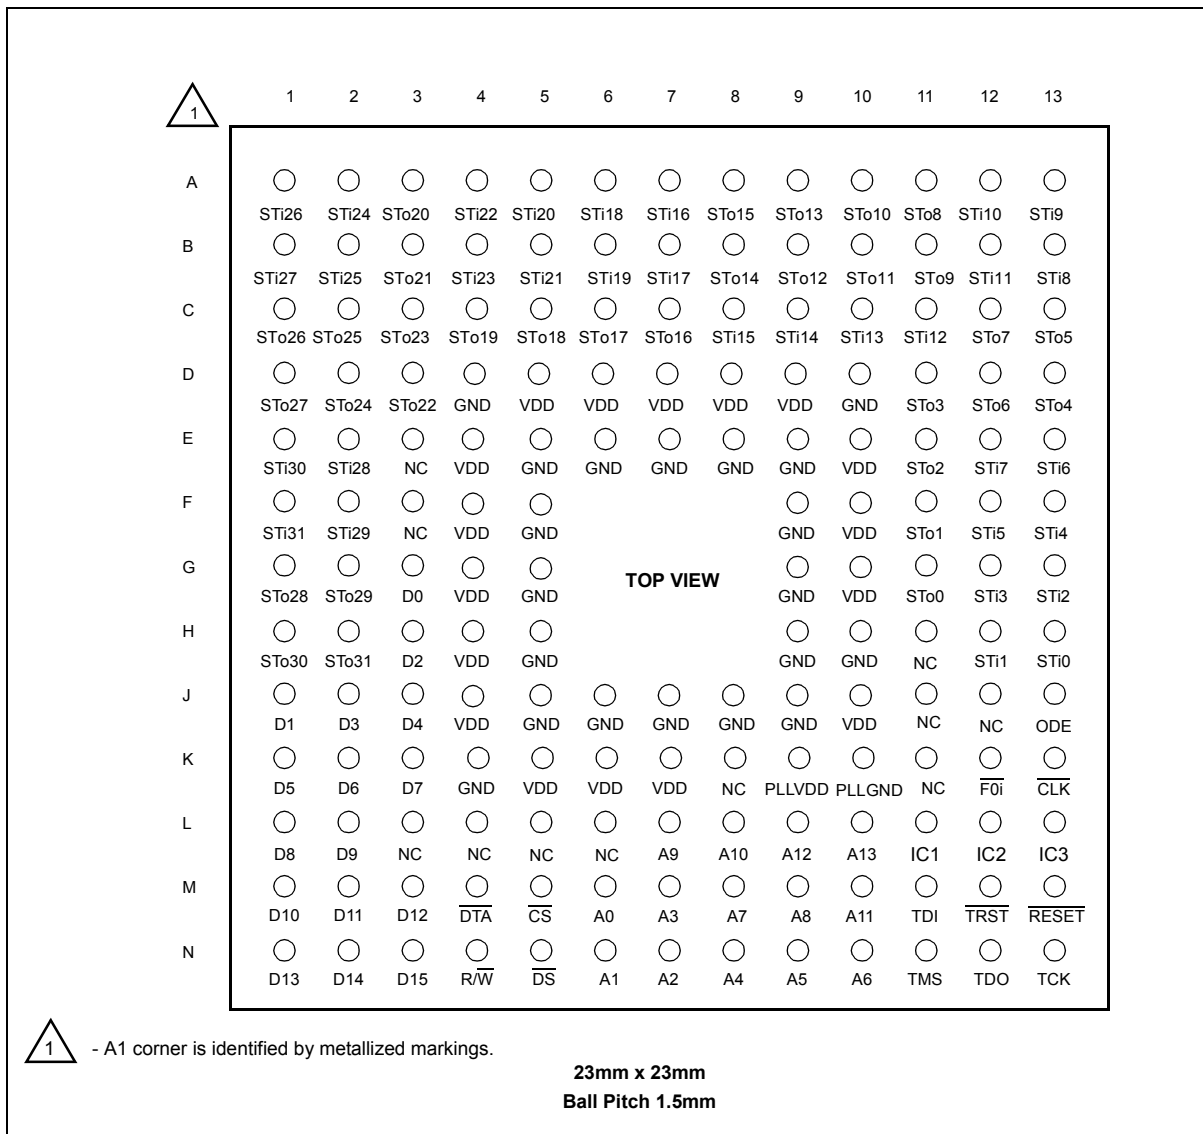 1 1 2 3 4 5 6 7 8 9 10 11 12 13
A
STi26 STi24 STo20 STi22 STi20 STi18 STi16 STo15 STo13 STo10 STo8 STi10 STi9
B
STi27 STi25 STo21 STi23 STi21 STi19 STi17 STo14 STo12 STo11 STo9 STi11 STi8
C
STo26 STo25 STo23 STo19 STo18 STo17 STo16 STi15 STi14 STi13 STi12 STo7 STo5
D
STo27 STo24 STo22 GND VDD VDD VDD VDD VDD GND STo3 STo6 STo4
E
STi30 STi28 NC VDD GND GND GND GND GND VDD STo2 STi7 STi6
F
STi31 STi29 NC VDD GND GND VDD STo1 STi5 STi4
G
TOP VIEW
STo28 STo29 D0 VDD GND GND VDD STo0 STi3 STi2
H
STo30 STo31 D2 VDD GND GND GND NC STi1 STi0
J
D1 D3 D4 VDD GND GND GND GND GND VDD NC NC ODE
K
D5 D6 D7 GND VDD VDD VDD NC PLLVDD PLLGND NC F0i CLK
L
D8 D9 NC NC NC NC A9 A10 A12 A13 IC1 IC2 IC3
M
D10 D11 D12 DTA CS A0 A3 A7 A8 A11 TDI TRST RESET
N
D13 D14 D15 R/W DS A1 A2 A4 A5 A6 TMS TDO TCK
1 - A1 corner is identified by metallized markings.
23mm x 23mm
Ball Pitch 1.5mm